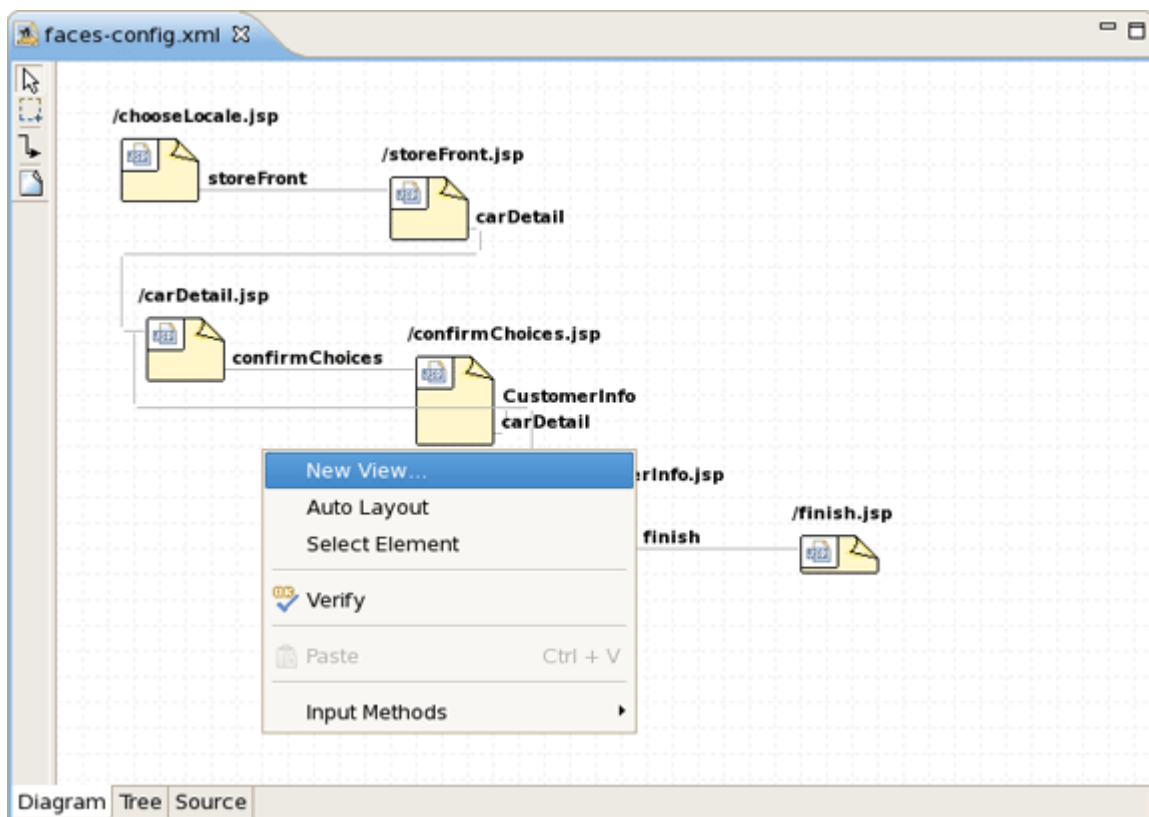 faces-config.xml
/chooseLocale.jsp
storeFront
/storeFront.jsp
carDetail
/carDetail.jsp
confirmChoices
/confirmChoices.jsp
CustomerInfo
carDetail
erInfo.jsp
finish
/finish.jsp
New View...
Auto Layout
Select Element
Verify
Paste Ctrl + V
Input Methods
Diagram Tree Source